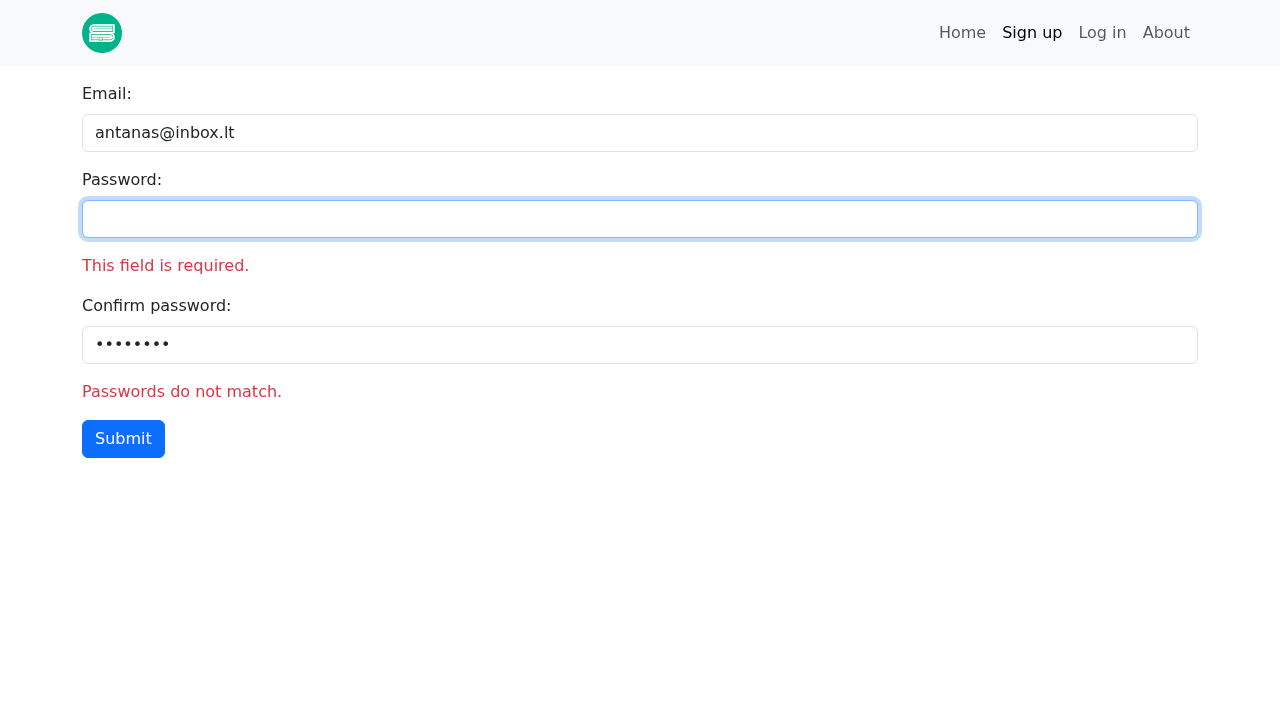 Home Sign up Log in About
Email:
antanas@inbox.lt
Password:
This field is required.
Confirm password:
••••••••
Passwords do not match.
Submit